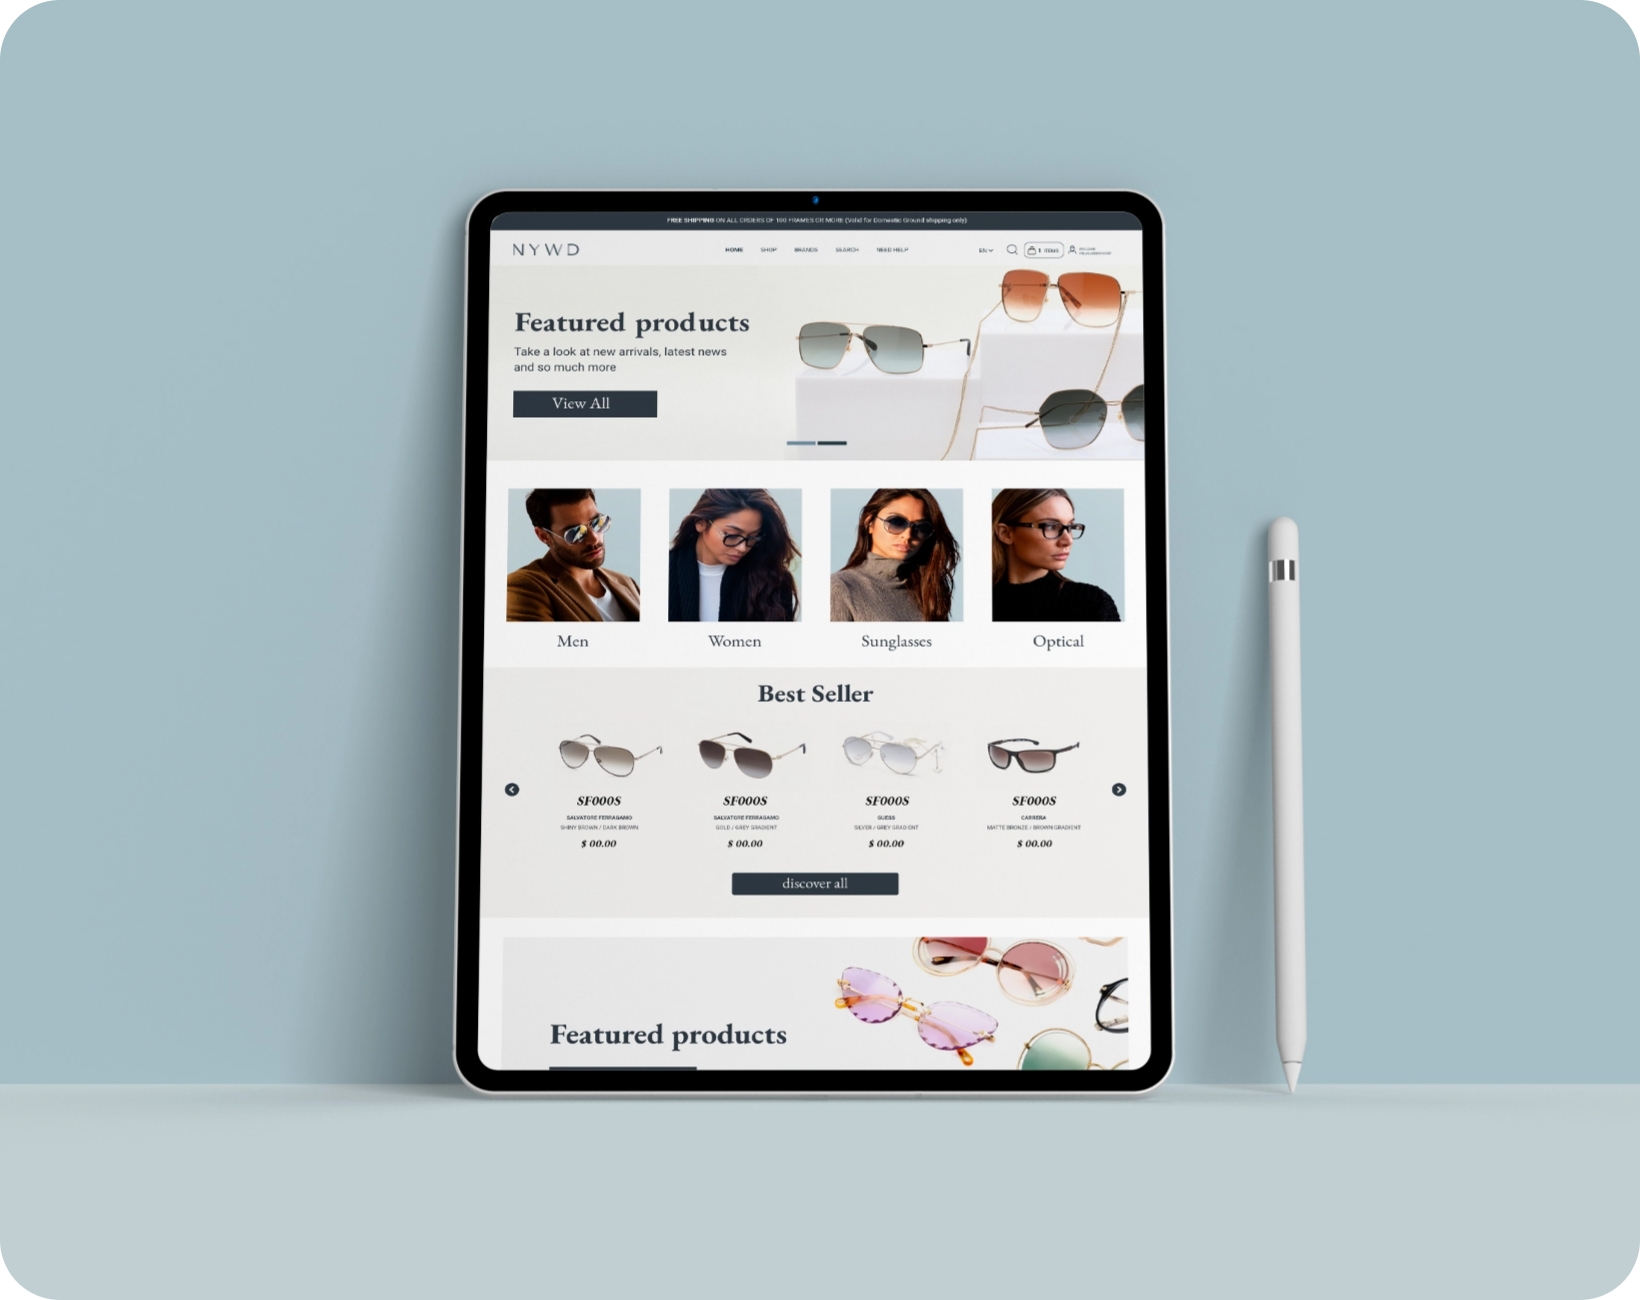 FREE SHIPPING ON ALL ORDERS OF 100 FRAMES OR MORE (Valid for Domestic Ground shipping only)
NYWD
HOME SHOP BRANDS SEARCH NEED HELP
EN
1 items
Featured products
Take a look at new arrivals, latest news
and so much more
View All
Men Women Sunglasses Optical
Best Seller
SF000S SF000S SF000S SF000S
SALVATORE FERRAGAMO SALVATORE FERRAGAMO GUESS CARRERA
SHINY BROWN / DARK BROWN GOLD / GREY GRADIENT SILVER / GREY GRADIENT MATTE BRONZE / BROWN GRADIENT
$ 00.00 $ 00.00 $ 00.00 $ 00.00
discover all
Featured products